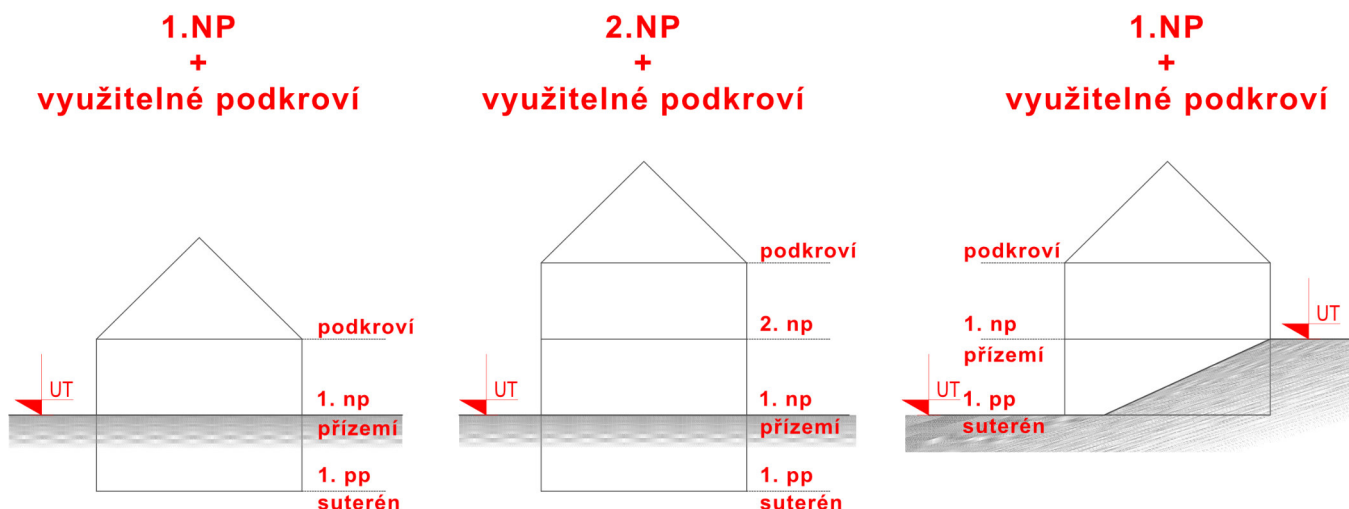 1.NP
+
využitelné podkroví
podkroví
UT
1. np
přízemí
1. pp
suterén
2.NP
+
využitelné podkroví
podkroví
2. np
UT
1. np
přízemí
1. pp
suterén
1.NP
+
využitelné podkroví
podkroví
UT
1. np
přízemí
UT
1. pp
suterén